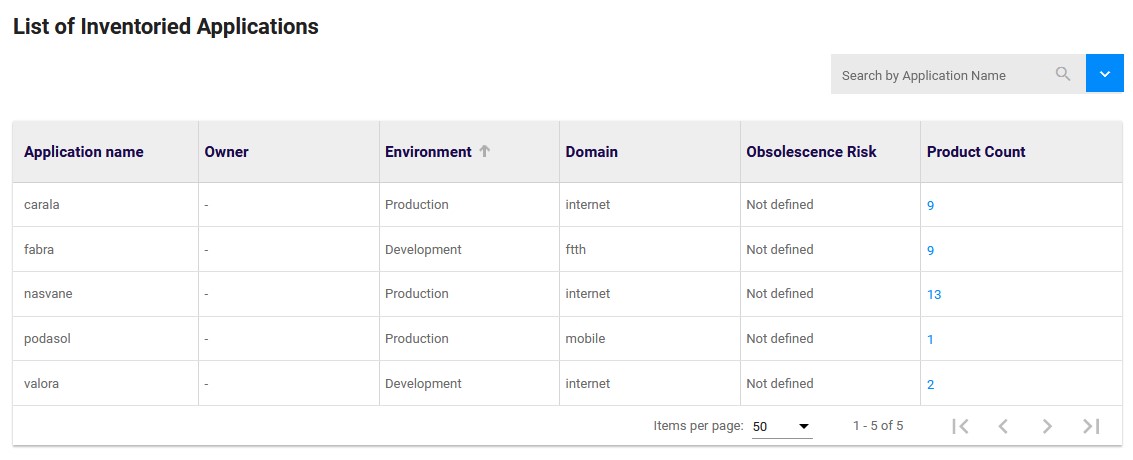 List of Inventoried Applications
Search by Application Name
Application name Owner Environment Domain Obsolescence Risk Product Count
carala - Production internet Not defined 9
fabra - Development ftth Not defined 9
nasvane - Production internet Not defined 13
podasol - Production mobile Not defined 1
valora - Development internet Not defined 2
Items per page: 50 1 - 5 of 5